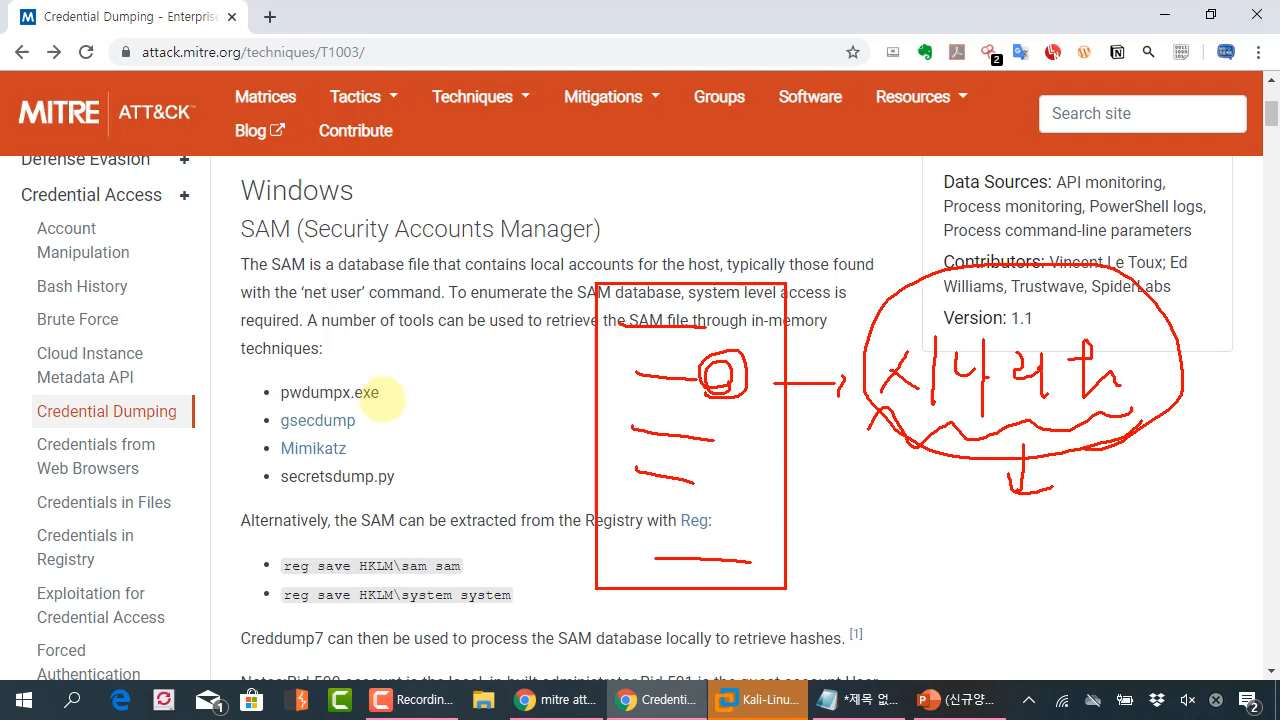 Credential Dumping - Enterpris
attack.mitre.org/techniques/T1003/
2
MITRE ATT&CK™
Matrices Tactics Techniques Mitigations Groups Software Resources
Blog Contribute
Search site
Defense Evasion +
Credential Access +
Account
Manipulation
Bash History
Brute Force
Cloud Instance
Metadata API
Credential Dumping
Credentials from
Web Browsers
Credentials in Files
Credentials in
Registry
Exploitation for
Credential Access
Forced
Authentication
Windows
SAM (Security Accounts Manager)
The SAM is a database file that contains local accounts for the host, typically those found
with the ‘net user’ command. To enumerate the SAM database, system level access is
required. A number of tools can be used to retrieve the SAM file through in-memory
techniques:
pwdumpx.exe
gsecdump
Mimikatz
secretsdump.py
Alternatively, the SAM can be extracted from the Registry with Reg:
reg save HKLM\sam sam
reg save HKLM\system system
Creddump7 can then be used to process the SAM database locally to retrieve hashes. [1]
Data Sources: API monitoring,
Process monitoring, PowerShell logs,
Process command-line parameters
Contributors: Vincent Le Toux; Ed
Williams, Trustwave, SpiderLabs
Version: 1.1
시나리오
Recordin...
mitre att...
Credenti...
Kali-Linu...
*제목 없...
(신규양...
1
2